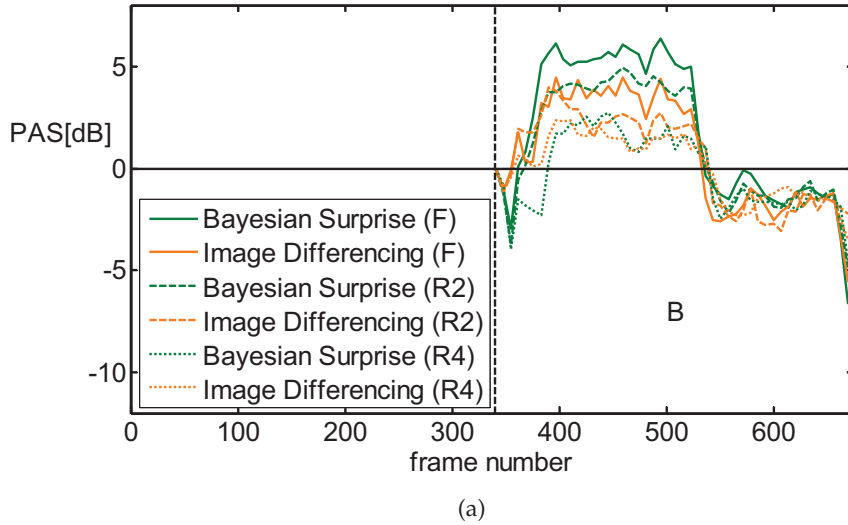 5
PAS[dB]
0
-5
-10
Bayesian Surprise (F)
Image Differencing (F)
Bayesian Surprise (R2)
Image Differencing (R2)
Bayesian Surprise (R4)
Image Differencing (R4)
B
0 100 200 300 400 500 600
frame number
(a)